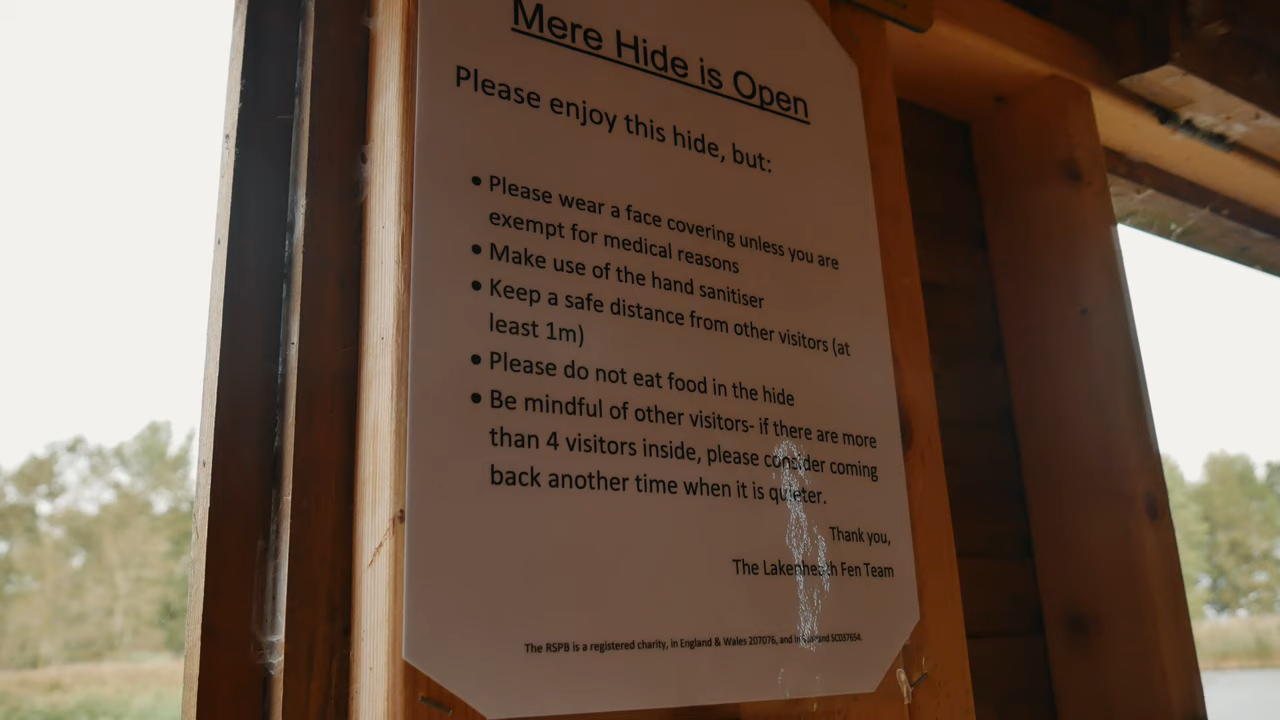 Mere Hide is Open
Please enjoy this hide, but:
• Please wear a face covering unless you are
exempt for medical reasons
• Make use of the hand sanitiser
• Keep a safe distance from other visitors (at
least 1m)
• Please do not eat food in the hide
• Be mindful of other visitors- if there are more
than 4 visitors inside, please consider coming
back another time when it is quieter.
Thank you,
The Lakenheath Fen Team
The RSPB is a registered charity, in England & Wales 207076, and in Scotland SC037654.